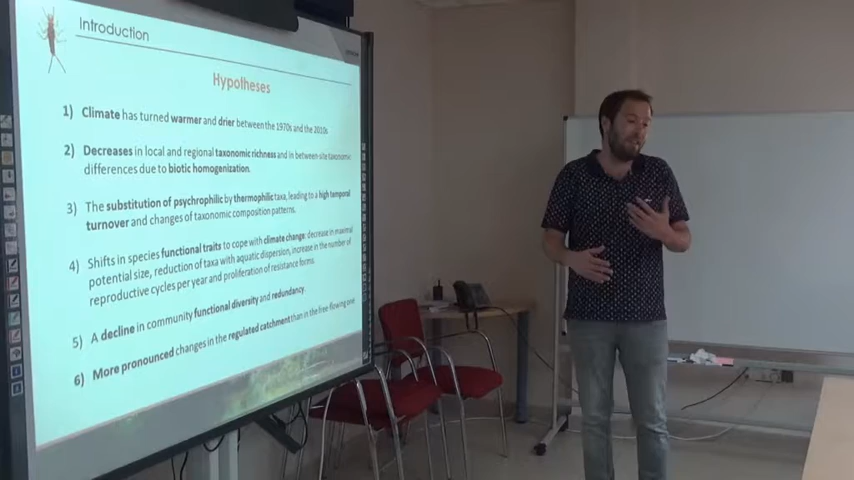 Introduction
Hypotheses
1) Climate has turned warmer and drier between the 1970s and the 2010s
2) Decreases in local and regional taxonomic richness and in between-site taxonomic
differences due to biotic homogenization.
3) The substitution of psychrophilic by thermophilic taxa, leading to a high temporal
turnover and changes of taxonomic composition patterns.
4) Shifts in species functional traits to cope with climate change: decrease in maximal
potential size, reduction of taxa with aquatic dispersion, increase in the number of
reproductive cycles per year and proliferation of resistance forms.
5) A decline in community functional diversity and redundancy.
6) More pronounced changes in the regulated catchment than in the free-flowing one